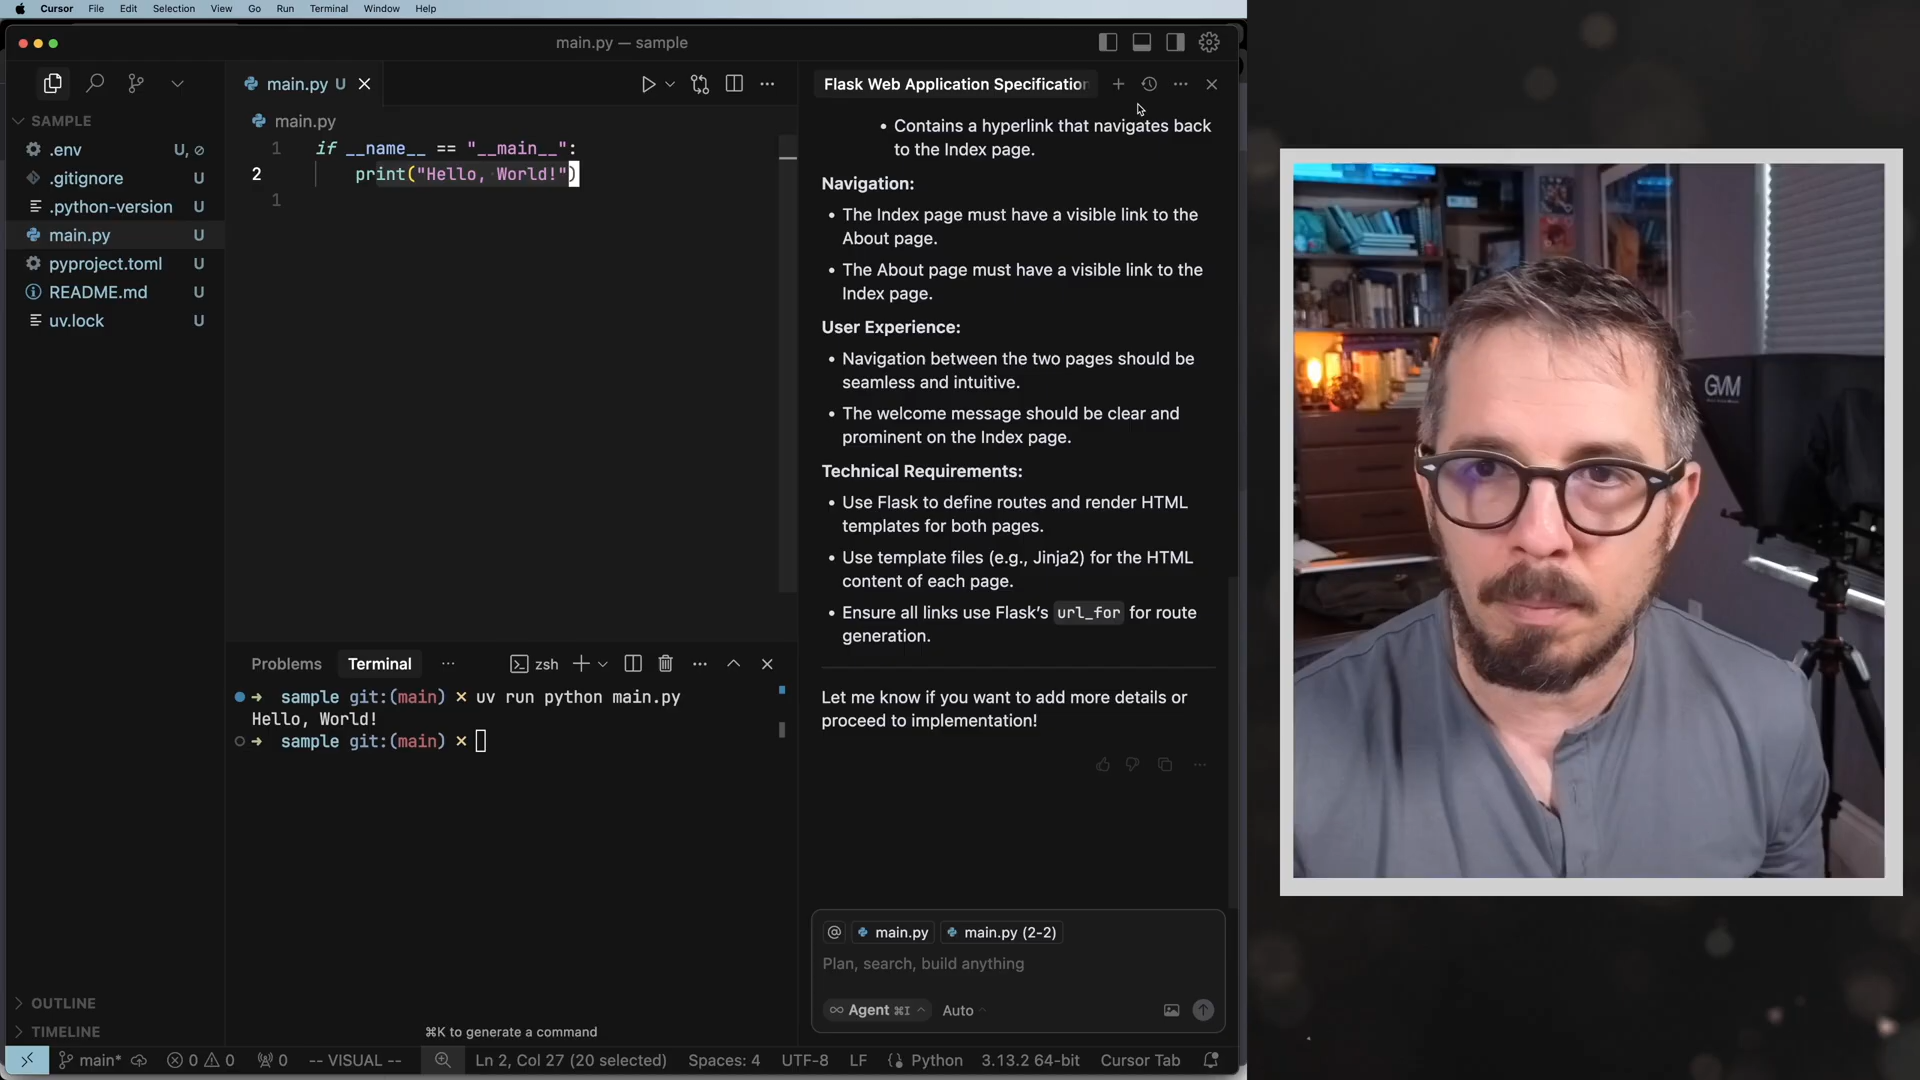 Cursor File Edit Selection View Go Run Terminal Window Help
main.py — sample
main.py U
Flask Web Application Specification
SAMPLE
.env U,
.gitignore U
.python-version U
main.py U
pyproject.toml U
README.md U
uv.lock U
OUTLINE
TIMELINE
main.py
1 if __name__ == "__main__":
2 print("Hello, World!")
1
Problems Terminal zsh
sample git:(main) × uv run python main.py
Hello, World!
sample git:(main) ×
⌘K to generate a command
• Contains a hyperlink that navigates back
to the Index page.
Navigation:
• The Index page must have a visible link to the
About page.
• The About page must have a visible link to the
Index page.
User Experience:
• Navigation between the two pages should be
seamless and intuitive.
• The welcome message should be clear and
prominent on the Index page.
Technical Requirements:
• Use Flask to define routes and render HTML
templates for both pages.
• Use template files (e.g., Jinja2) for the HTML
content of each page.
• Ensure all links use Flask’s url_for for route
generation.
Let me know if you want to add more details or
proceed to implementation!
@ main.py main.py (2-2)
Plan, search, build anything
∞ Agent ⌘I Auto
main* 0 0 0 -- VISUAL -- Ln 2, Col 27 (20 selected) Spaces: 4 UTF-8 LF Python 3.13.2 64-bit Cursor Tab
GVM